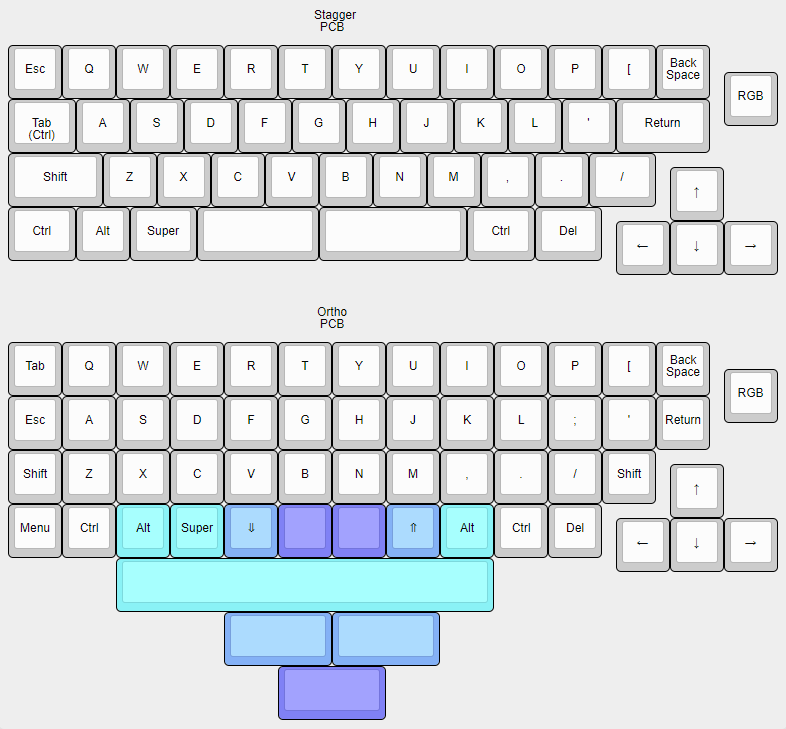 Stagger
PCB
Esc Q W E R T Y U I O P [ Back
Space
RGB
Tab
(Ctrl) A S D F G H J K L ' Return
Shift Z X C V B N M , . /
↑
Ctrl Alt Super Ctrl Del
← ↓ →
Ortho
PCB
Tab Q W E R T Y U I O P [ Back
Space
RGB
Esc A S D F G H J K L ; ' Return
Shift Z X C V B N M , . / Shift
↑
Menu Ctrl Alt Super ⇓ ⇑ Alt Ctrl Del
← ↓ →